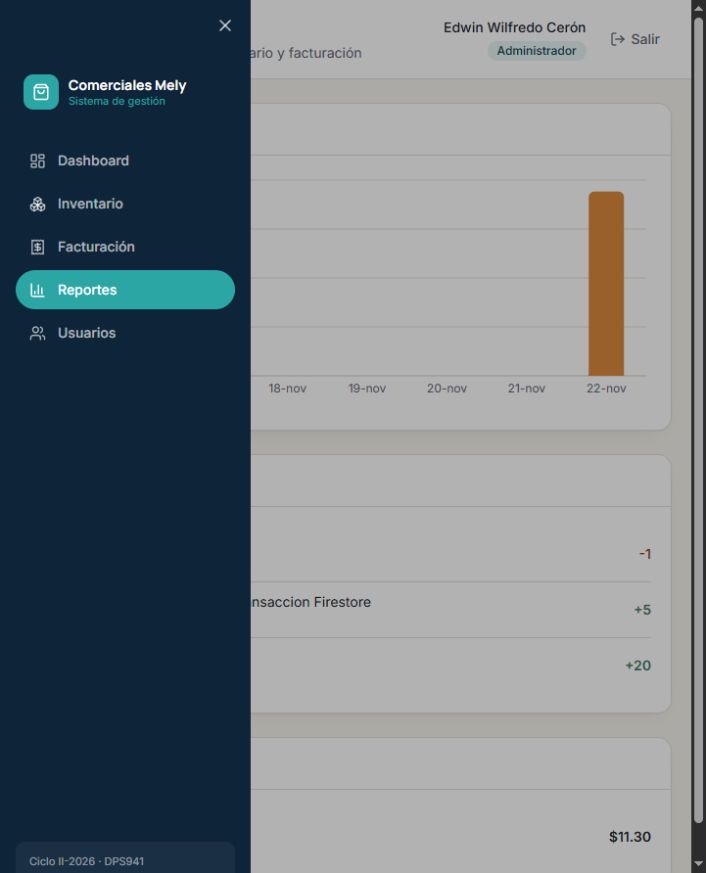 Comerciales Mely
Sistema de gestión
Dashboard
Inventario
Facturación
Reportes
Usuarios
Ciclo II-2026 · DPS941
Edwin Wilfredo Cerón
Administrador
Salir
ario y facturación
18-nov 19-nov 20-nov 21-nov 22-nov
-1
nsaccion Firestore
+5
+20
$11.30